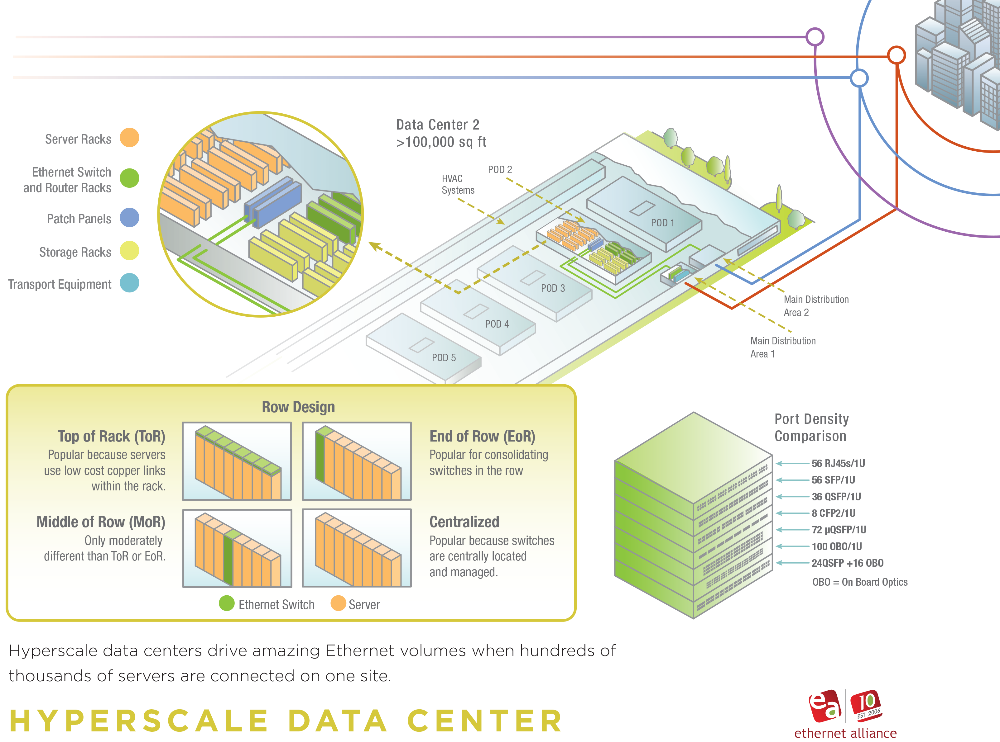 Server Racks
Ethernet Switch
and Router Racks
Patch Panels
Storage Racks
Transport Equipment
Data Center 2
>100,000 sq ft
HVAC
Systems
POD 2
POD 1
POD 3
POD 4
POD 5
Main Distribution
Area 2
Main Distribution
Area 1
Row Design
Top of Rack (ToR)
Popular because servers
use low cost copper links
within the rack.
End of Row (EoR)
Popular for consolidating
switches in the row
Middle of Row (MoR)
Only moderately
different than ToR or EoR.
Centralized
Popular because switches
are centrally located
and managed.
Ethernet Switch
Server
Port Density
Comparison
56 RJ45s/1U
56 SFP/1U
36 QSFP/1U
8 CFP2/1U
72 µQSFP/1U
100 OBO/1U
24QSFP +16 OBO
OBO = On Board Optics
Hyperscale data centers drive amazing Ethernet volumes when hundreds of
thousands of servers are connected on one site.
HYPERSCALE DATA CENTER
ea
10
EST. 2006
ethernet alliance